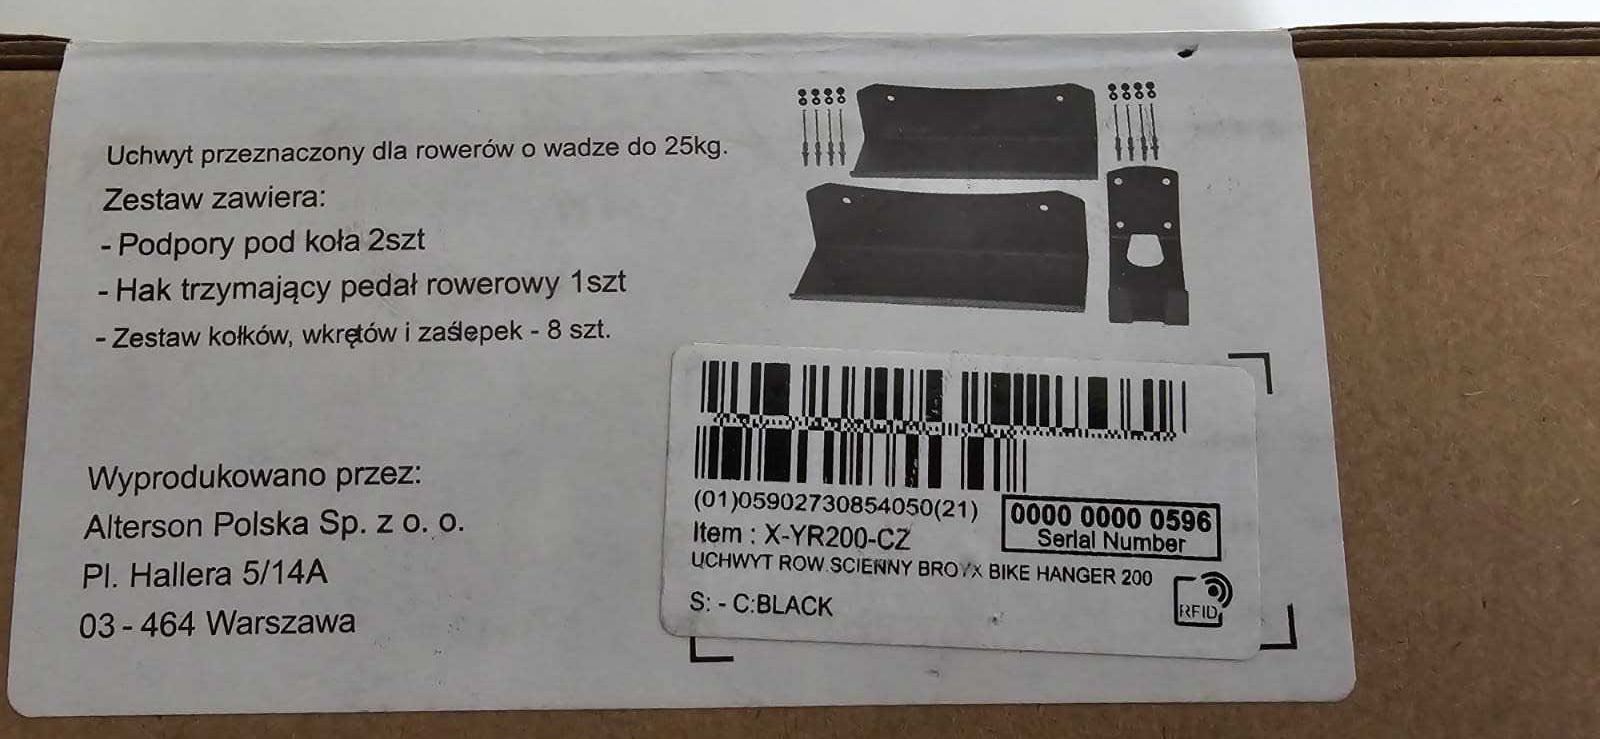 Uchwyt przeznaczony dla rowerów o wadze do 25kg.
Zestaw zawiera:
- Podpory pod koła 2szt
- Hak trzymający pedał rowerowy 1szt
- Zestaw kołków, wkrętów i zaślepek - 8 szt.
Wyprodukowano przez:
Alterson Polska Sp. z o. o.
Pl. Hallera 5/14A
03 - 464 Warszawa
(01)05902730854050(21)
0000 0000 0596
Serial Number
Item : X-YR200-CZ
UCHWYT ROW.SCIENNY BROYX BIKE HANGER 200
S: - C:BLACK
RFID